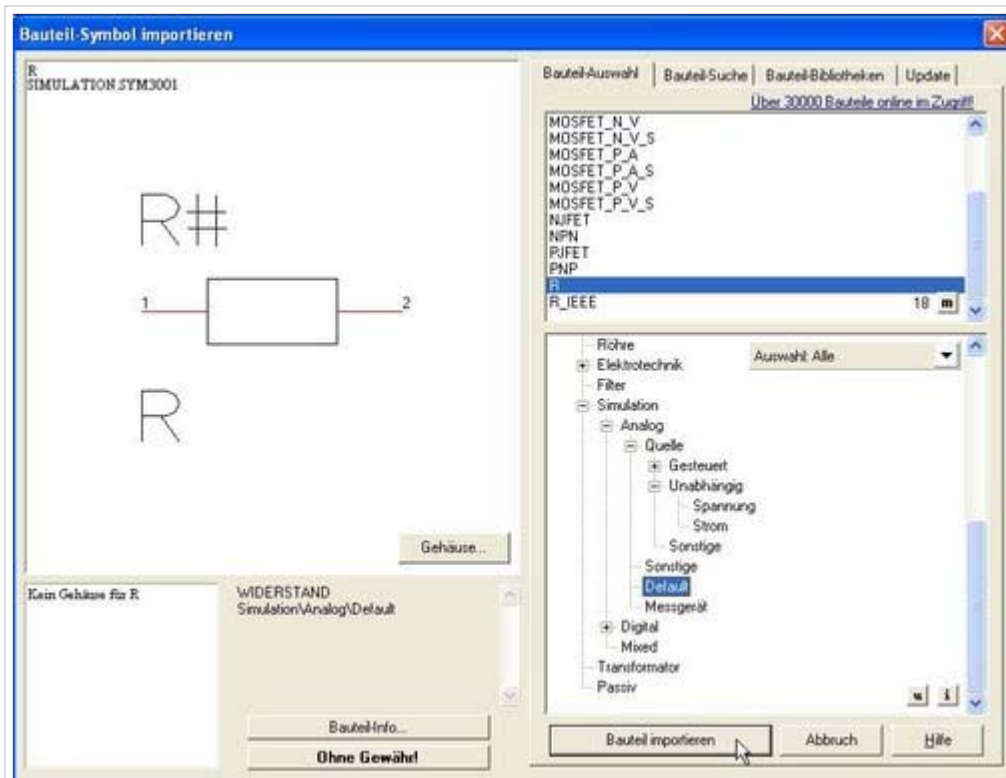 Bauteil-Symbol importieren
R
SIMULATION SYM3001
R#
1 2
R
Gehäuse...
Kein Gehäuse für R
WIDERSTAND
Simulation\Analog\Default
Bauteil-Info...
Ohne Gewähr!
Bauteil-Auswahl Bauteil-Suche Bauteil-Bibliotheken Update
Über 30000 Bauteile online im Zugriff!
MOSFET_N_V
MOSFET_N_V_S
MOSFET_P_A
MOSFET_P_A_S
MOSFET_P_V
MOSFET_P_V_S
NJFET
NPN
PJFET
PNP
R
R_IEEE 18 m
Röhre
Auswahl: Alle
Elektrotechnik
Filter
Simulation
Analog
Quelle
Gesteuert
Unabhängig
Spannung
Strom
Sonstige
Sonstige
Default
Messgerät
Digital
Mixed
Transformator
Passiv
i
Bauteil importieren Abbruch Hilfe